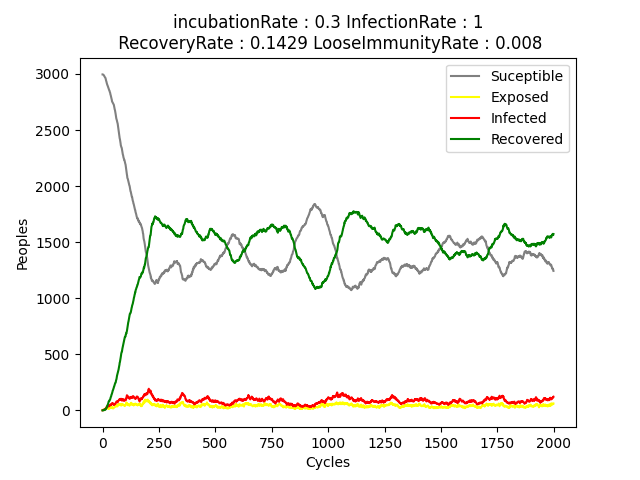 incubationRate : 0.3 InfectionRate : 1
RecoveryRate : 0.1429 LooseImmunityRate : 0.008
Suceptible
Exposed
Infected
Recovered
Peoples
3000
2500
2000
1500
1000
500
0
0 250 500 750 1000 1250 1500 1750 2000
Cycles